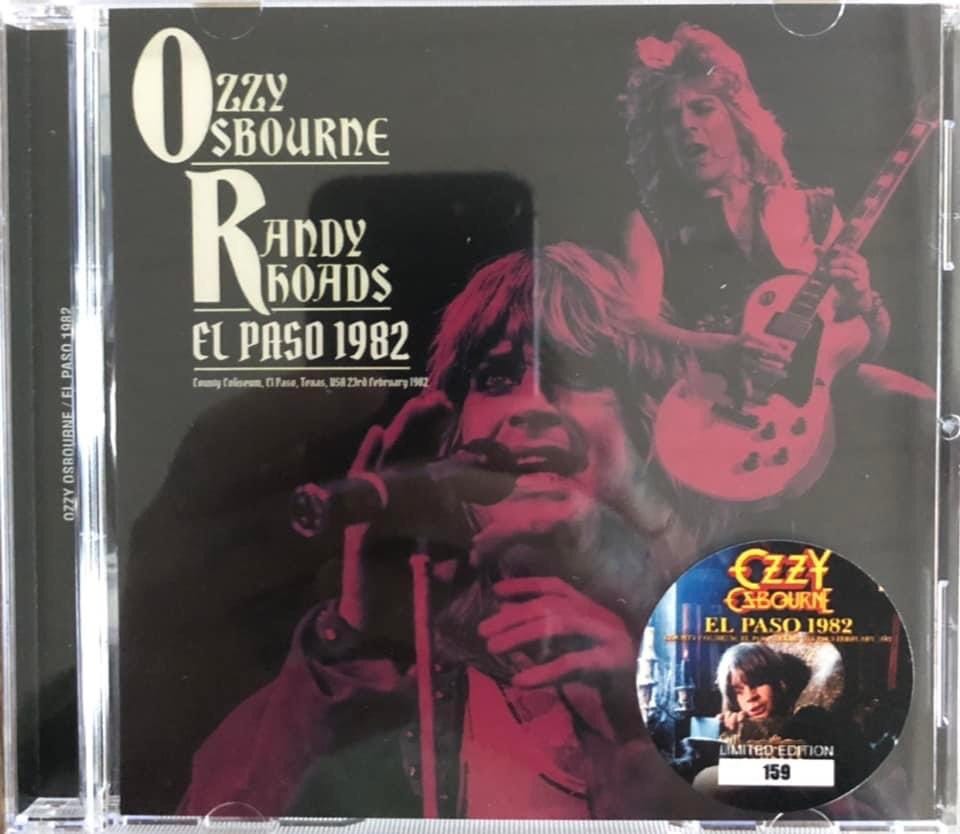 OZZY
OSBOURNE
RANDY
RHOADS
EL PASO 1982
County Coliseum, El Paso, Texas, USA 23rd February 1982
OZZY OSBOURNE / EL PASO 1982
OZZY
OSBOURNE
EL PASO 1982
LIMITED EDITION
159